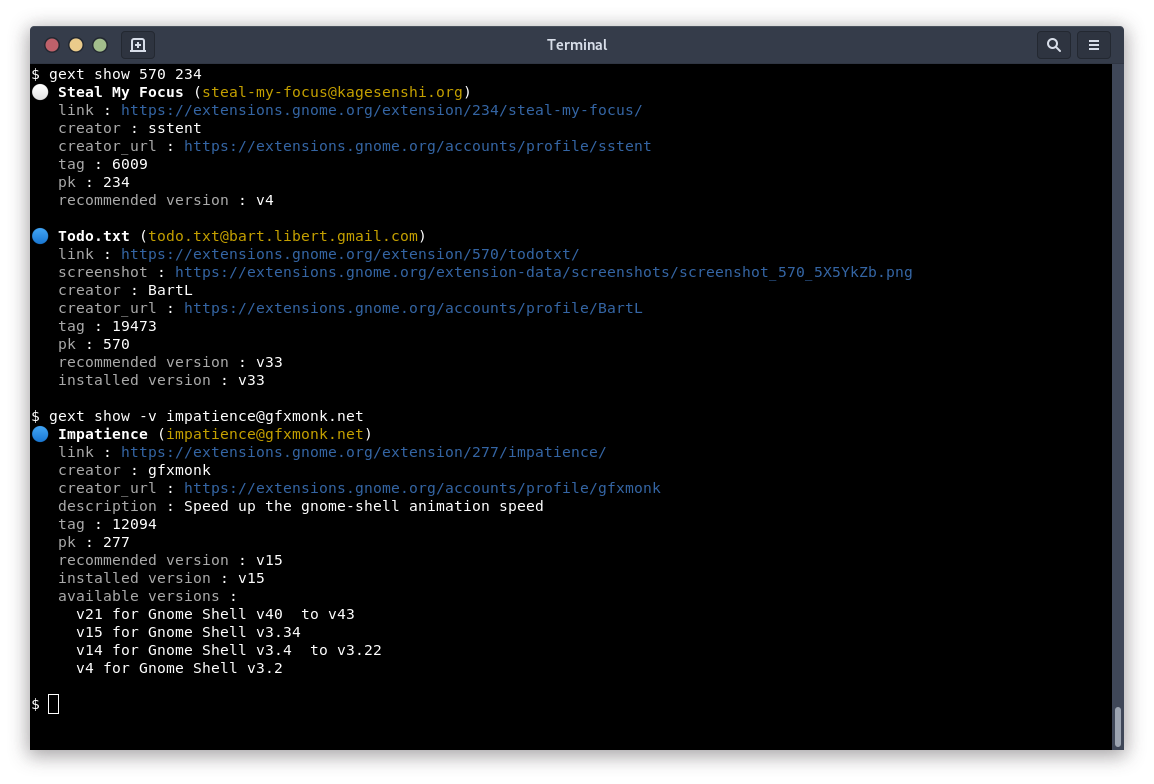 Terminal
$ gext show 570 234
Steal My Focus (steal-my-focus@kagesenshi.org)
link : https://extensions.gnome.org/extension/234/steal-my-focus/
creator : sstent
creator_url : https://extensions.gnome.org/accounts/profile/sstent
tag : 6009
pk : 234
recommended version : v4
Todo.txt (todo.txt@bart.libert.gmail.com)
link : https://extensions.gnome.org/extension/570/todotxt/
screenshot : https://extensions.gnome.org/extension-data/screenshots/screenshot_570_5X5YkZb.png
creator : BartL
creator_url : https://extensions.gnome.org/accounts/profile/BartL
tag : 19473
pk : 570
recommended version : v33
installed version : v33
$ gext show -v impatience@gfxmonk.net
Impatience (impatience@gfxmonk.net)
link : https://extensions.gnome.org/extension/277/impatience/
creator : gfxmonk
creator_url : https://extensions.gnome.org/accounts/profile/gfxmonk
description : Speed up the gnome-shell animation speed
tag : 12094
pk : 277
recommended version : v15
installed version : v15
available versions :
v21 for Gnome Shell v40  to v43
v15 for Gnome Shell v3.34
v14 for Gnome Shell v3.4  to v3.22
v4 for Gnome Shell v3.2
$